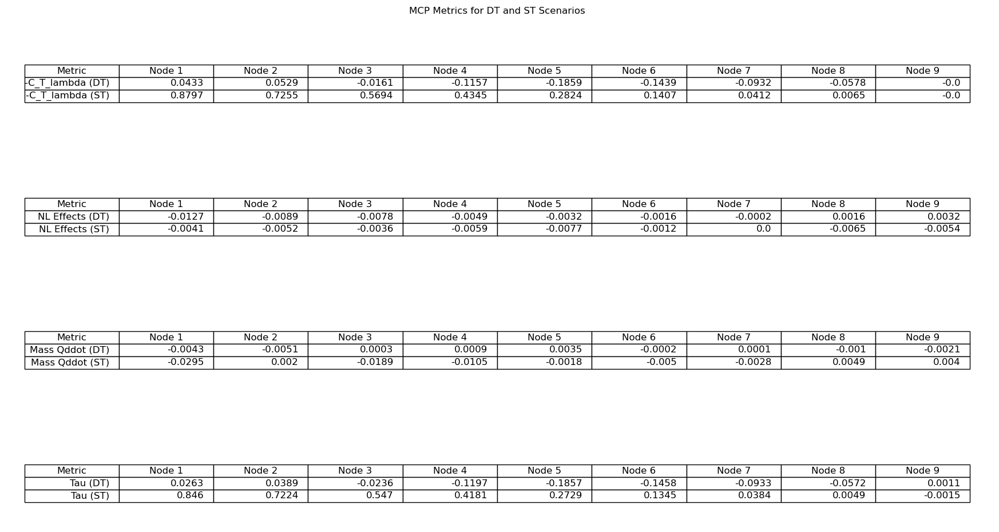 MCP Metrics for DT and ST Scenarios
Metric Node 1 Node 2 Node 3 Node 4 Node 5 Node 6 Node 7 Node 8 Node 9
-C_T_lambda (DT) 0.0433 0.0529 -0.0161 -0.1157 -0.1859 -0.1439 -0.0932 -0.0578 -0.0
-C_T_lambda (ST) 0.8797 0.7255 0.5694 0.4345 0.2824 0.1407 0.0412 0.0065 -0.0
Metric Node 1 Node 2 Node 3 Node 4 Node 5 Node 6 Node 7 Node 8 Node 9
NL Effects (DT) -0.0127 -0.0089 -0.0078 -0.0049 -0.0032 -0.0016 -0.0002 0.0016 0.0032
NL Effects (ST) -0.0041 -0.0052 -0.0036 -0.0059 -0.0077 -0.0012 0.0 -0.0065 -0.0054
Metric Node 1 Node 2 Node 3 Node 4 Node 5 Node 6 Node 7 Node 8 Node 9
Mass Qddot (DT) -0.0043 -0.0051 0.0003 0.0009 0.0035 -0.0002 0.0001 -0.001 -0.0021
Mass Qddot (ST) -0.0295 0.002 -0.0189 -0.0105 -0.0018 -0.005 -0.0028 0.0049 0.004
Metric Node 1 Node 2 Node 3 Node 4 Node 5 Node 6 Node 7 Node 8 Node 9
Tau (DT) 0.0263 0.0389 -0.0236 -0.1197 -0.1857 -0.1458 -0.0933 -0.0572 0.0011
Tau (ST) 0.846 0.7224 0.547 0.4181 0.2729 0.1345 0.0384 0.0049 -0.0015